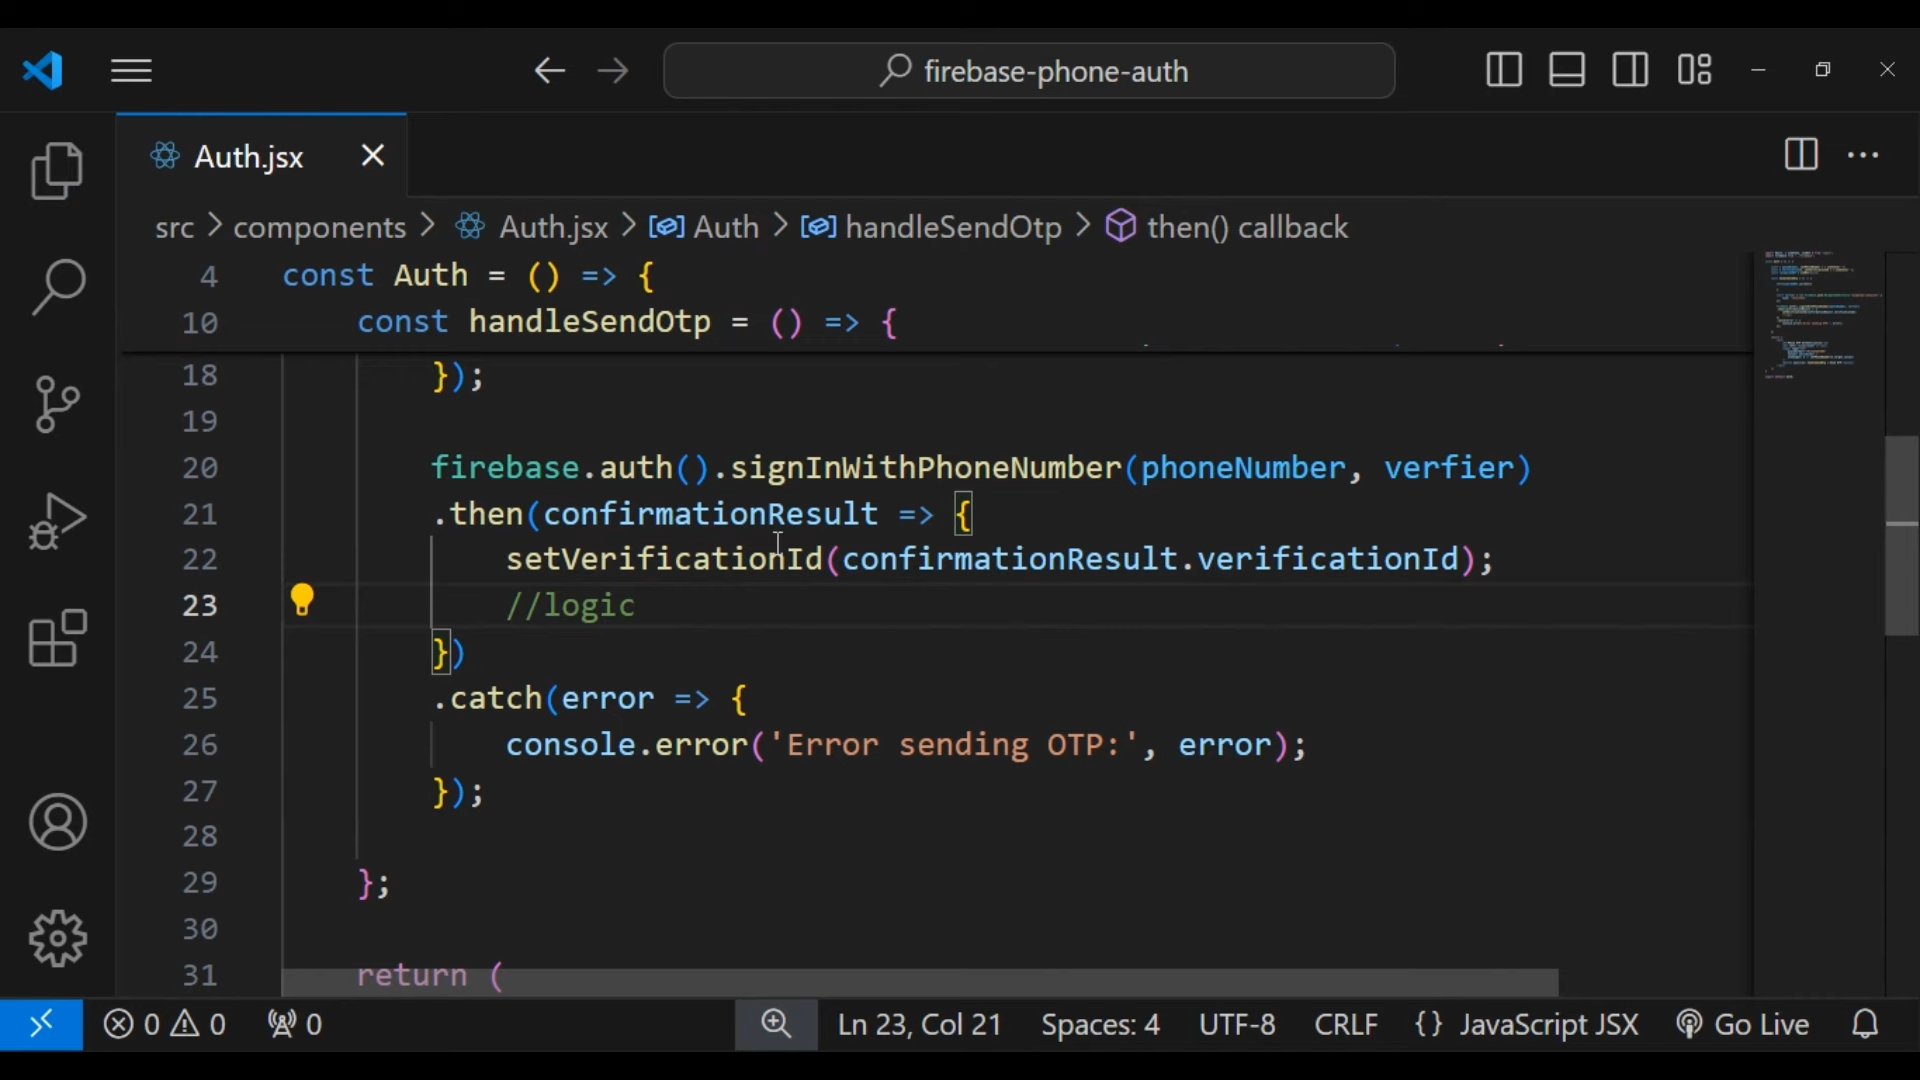 firebase-phone-auth
Auth.jsx
src > components > Auth.jsx > Auth > handleSendOtp > then() callback
4 const Auth = () => {
10 const handleSendOtp = () => {
18 });
19
20 firebase.auth().signInWithPhoneNumber(phoneNumber, verfier)
21 .then(confirmationResult => {
22 setVerificationId(confirmationResult.verificationId);
23 //logic
24 })
25 .catch(error => {
26 console.error('Error sending OTP:', error);
27 });
28
29 };
30
31 return (
0 0 0 Ln 23, Col 21 Spaces: 4 UTF-8 CRLF {} JavaScript JSX Go Live